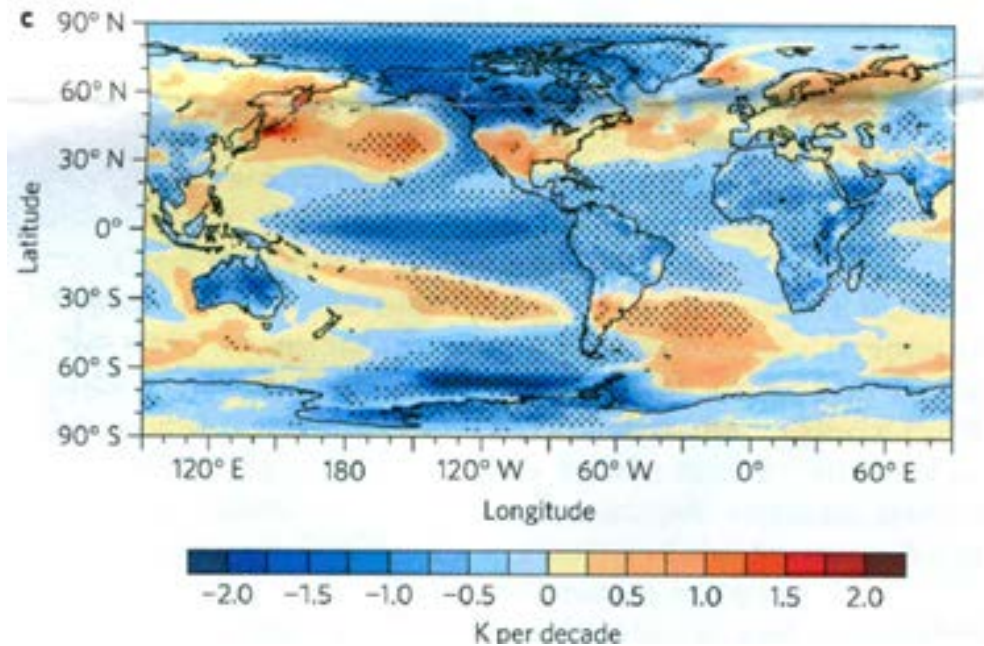 c
90° N
60° N
30° N
0°
30° S
60° S
90° S
Latitude
120° E 180 120° W 60° W 0° 60° E
Longitude
−2.0 −1.5 −1.0 −0.5 0 0.5 1.0 1.5 2.0
K per decade